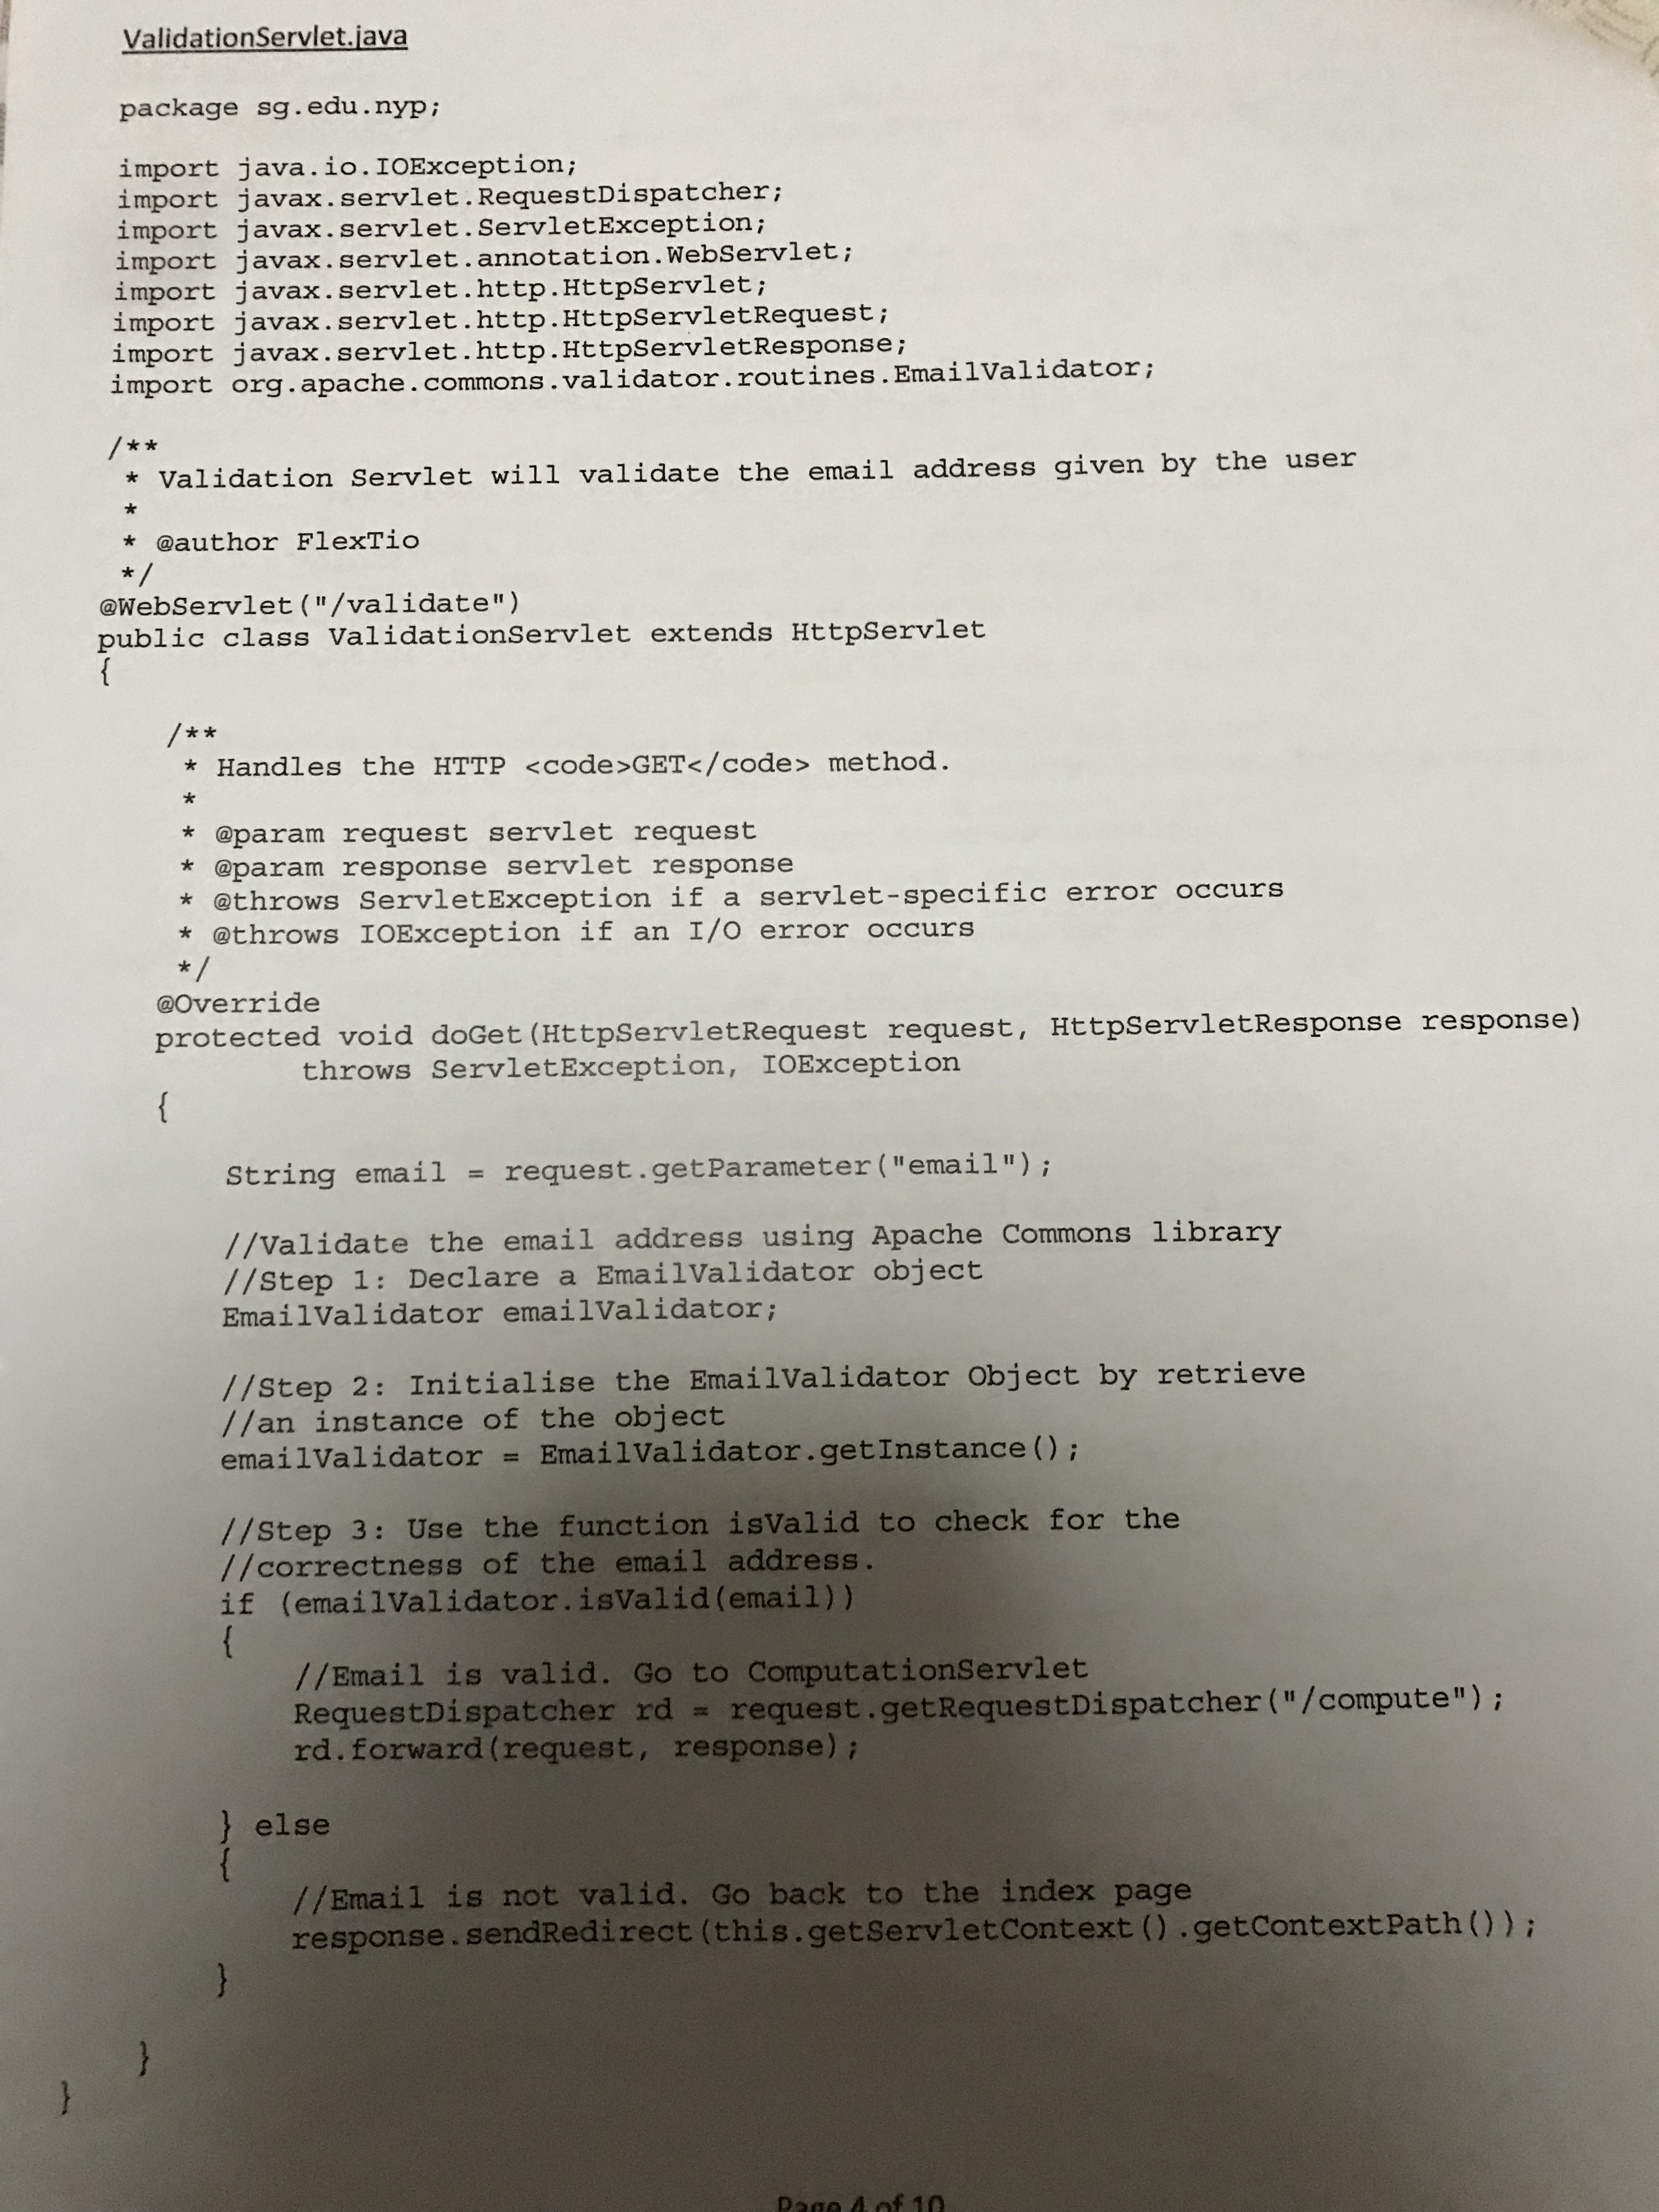 ValidationServlet.java
package sg.edu.nyp;
import java.io.IOException;
import javax.servlet.RequestDispatcher;
import javax.servlet.ServletException;
import javax.servlet.annotation.WebServlet;
import javax.servlet.http.HttpServlet;
import javax.servlet.http.HttpServletRequest;
import javax.servlet.http.HttpServletResponse;
import org.apache.commons.validator.routines.EmailValidator;
/**
* Validation Servlet will validate the email address given by the user
*
* @author FlexTio
*/
@WebServlet("/validate")
public class ValidationServlet extends HttpServlet
{
/**
* Handles the HTTP <code>GET</code> method.
*
* @param request servlet request
* @param response servlet response
* @throws ServletException if a servlet-specific error occurs
* @throws IOException if an I/O error occurs
*/
@Override
protected void doGet(HttpServletRequest request, HttpServletResponse response)
throws ServletException, IOException
{
String email = request.getParameter("email");
//Validate the email address using Apache Commons library
//Step 1: Declare a EmailValidator object
EmailValidator emailValidator;
//Step 2: Initialise the EmailValidator Object by retrieve
//an instance of the object
emailValidator = EmailValidator.getInstance();
//Step 3: Use the function isValid to check for the
//correctness of the email address.
if (emailValidator.isValid(email))
{
//Email is valid. Go to ComputationServlet
RequestDispatcher rd = request.getRequestDispatcher("/compute");
rd.forward(request, response);
} else
{
//Email is not valid. Go back to the index page
response.sendRedirect(this.getServletContext().getContextPath());
}
}
}
Page 4 of 10